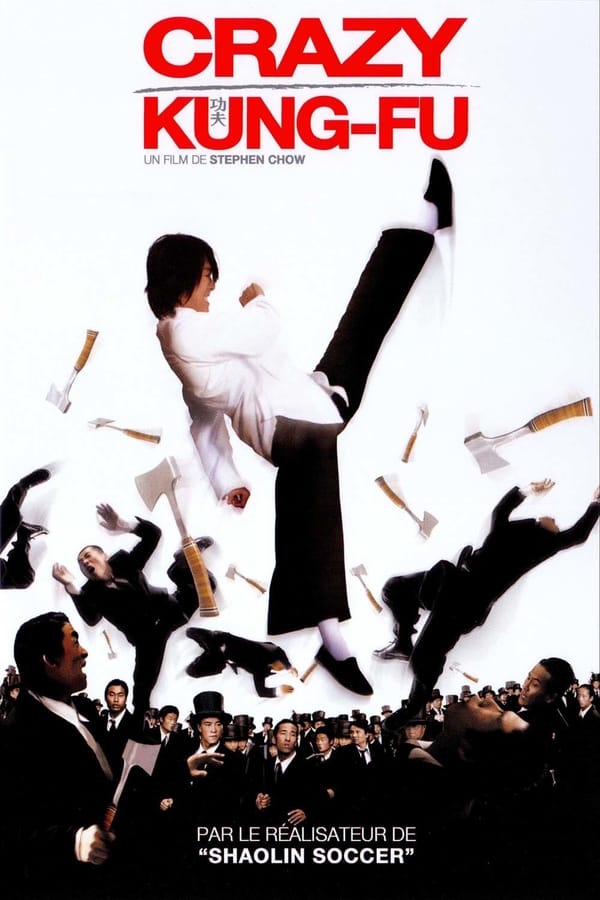 CRAZY
功夫
KUNG-FU
UN FILM DE STEPHEN CHOW
PAR LE RÉALISATEUR DE
“SHAOLIN SOCCER”